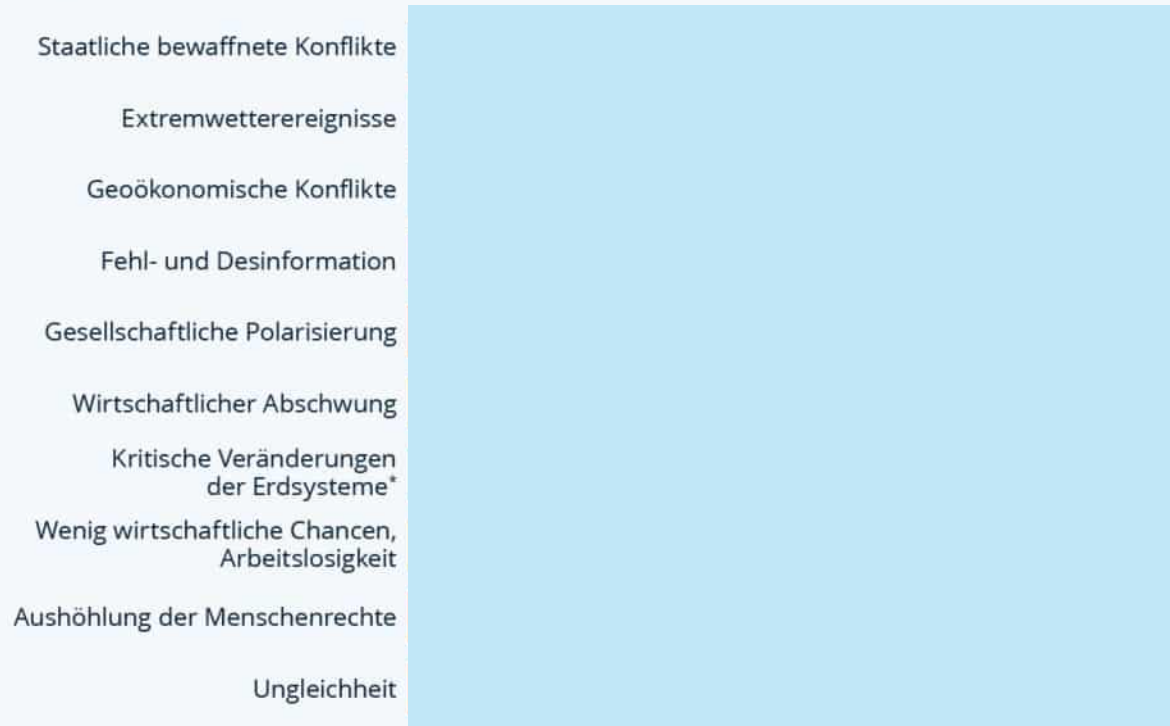 Staatliche bewaffnete Konflikte
Extremwetterereignisse
Geoökonomische Konflikte
Fehl- und Desinformation
Gesellschaftliche Polarisierung
Wirtschaftlicher Abschwung
Kritische Veränderungen
der Erdsysteme*
Wenig wirtschaftliche Chancen,
Arbeitslosigkeit
Aushöhlung der Menschenrechte
Ungleichheit